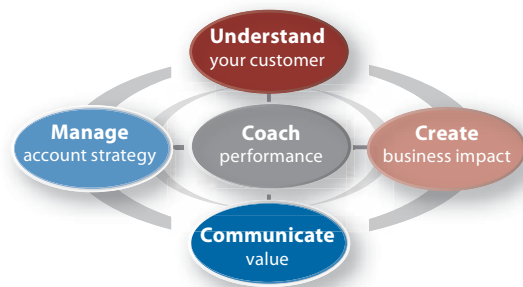 Understand
your customer
Manage
account strategy
Coach
performance
Create
business impact
Communicate
value